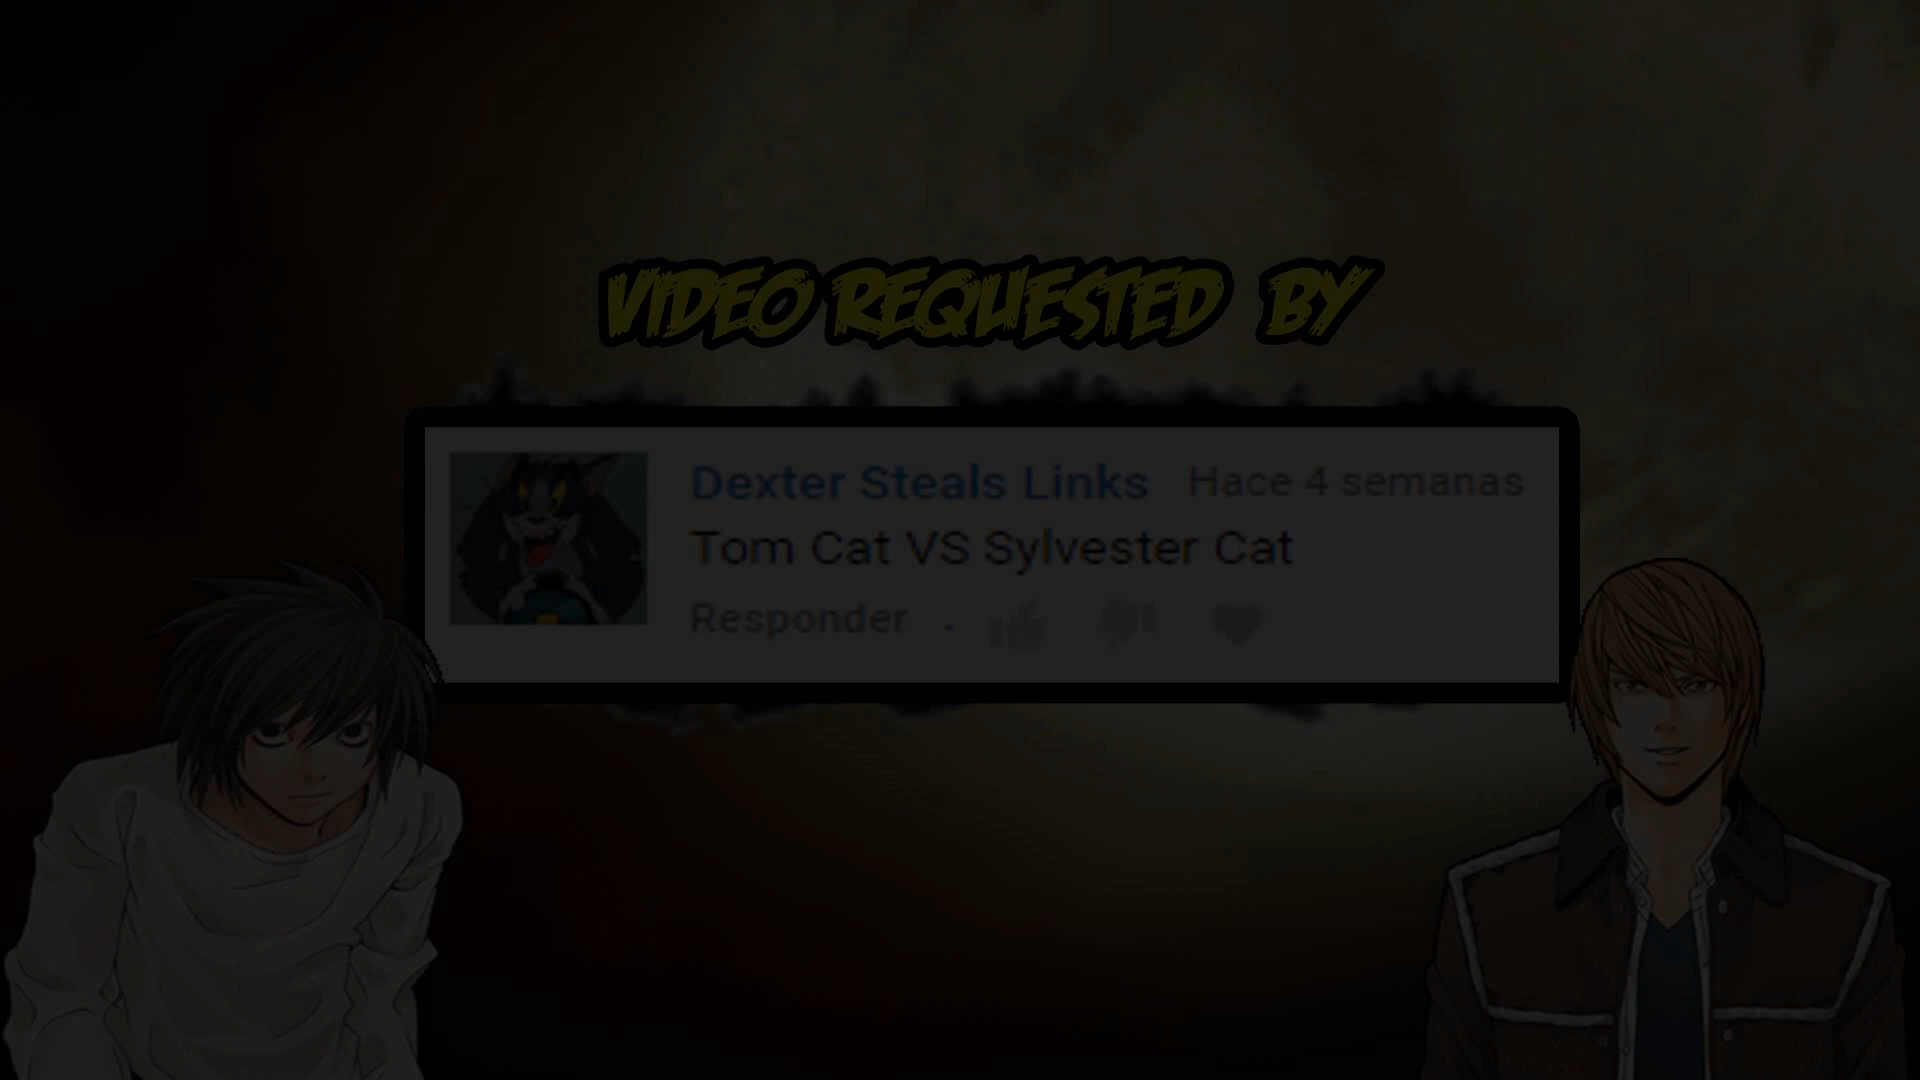 VIDEO REQUESTED BY
Dexter Steals Links Hace 4 semanas
Tom Cat VS Sylvester Cat
Responder